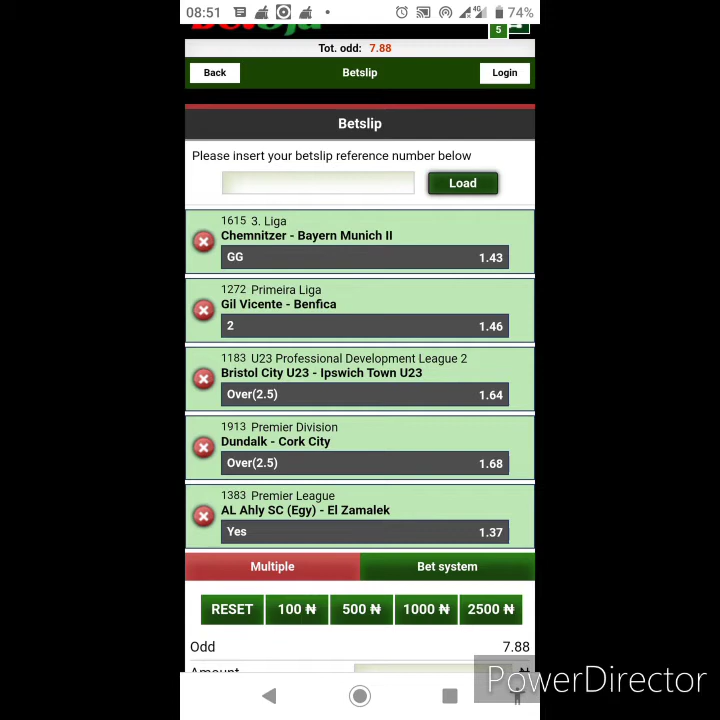 08:51
4G
74%
5
Tot. odd: 7.88
Back
Betslip
Login
Betslip
Please insert your betslip reference number below
Load
1615 3. Liga
Chemnitzer - Bayern Munich II
GG 1.43
1272 Primeira Liga
Gil Vicente - Benfica
2 1.46
1183 U23 Professional Development League 2
Bristol City U23 - Ipswich Town U23
Over(2.5) 1.64
1913 Premier Division
Dundalk - Cork City
Over(2.5) 1.68
1383 Premier League
AL Ahly SC (Egy) - El Zamalek
Yes 1.37
Multiple
Bet system
RESET 100 ₦ 500 ₦ 1000 ₦ 2500 ₦
Odd 7.88
Amount ₦
PowerDirector